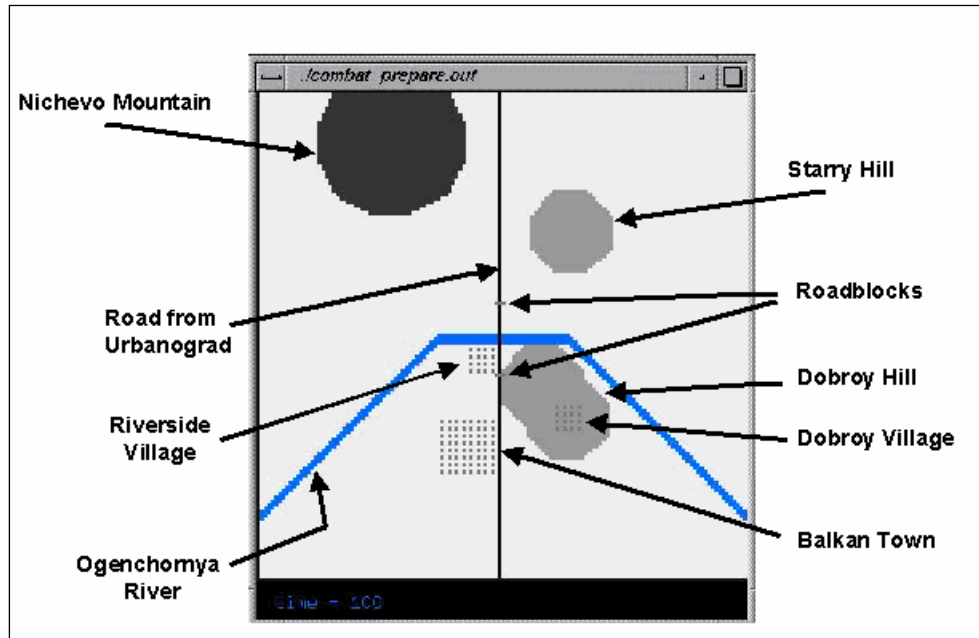 ./combat_prepare.out
Nichevo Mountain
Starry Hill
Road from
Urbanograd
Roadblocks
Riverside
Village
Dobroy Hill
Dobroy Village
Ogenchornya
River
Balkan Town
time = 100